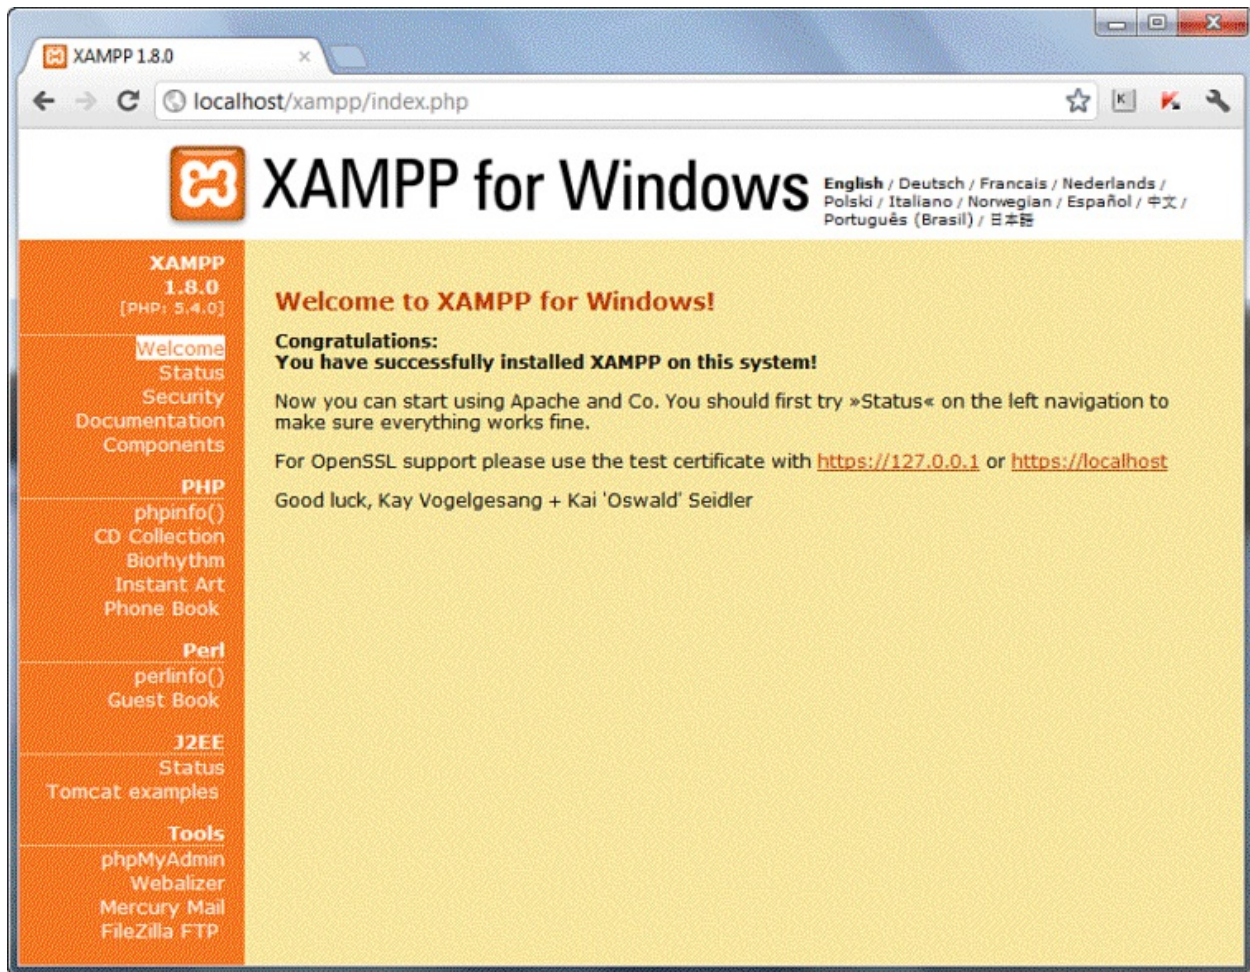 XAMPP 1.8.0
localhost/xampp/index.php
K
XAMPP for Windows
English / Deutsch / Francais / Nederlands /
Polski / Italiano / Norwegian / Español / 中文 /
Português (Brasil) / 日本語
XAMPP
1.8.0
[PHP: 5.4.0]
Welcome
Status
Security
Documentation
Components
PHP
phpinfo()
CD Collection
Biorhythm
Instant Art
Phone Book
Perl
perlinfo()
Guest Book
J2EE
Status
Tomcat examples
Tools
phpMyAdmin
Webalizer
Mercury Mail
FileZilla FTP
Welcome to XAMPP for Windows!
Congratulations:
You have successfully installed XAMPP on this system!
Now you can start using Apache and Co. You should first try »Status« on the left navigation to
make sure everything works fine.
For OpenSSL support please use the test certificate with https://127.0.0.1 or https://localhost
Good luck, Kay Vogelgesang + Kai 'Oswald' Seidler